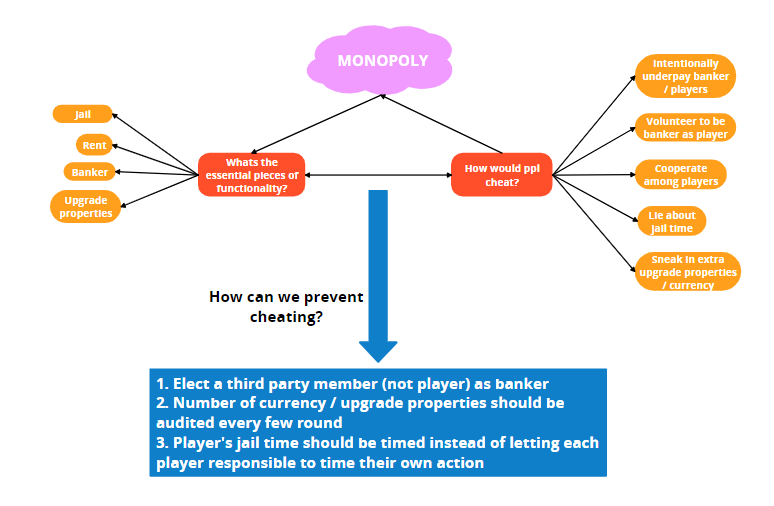 MONOPOLY
Jail
Rent
Banker
Upgrade
properties
Whats the
essential pieces of
functionality?
How would ppl
cheat?
Intentionally
underpay banker
/ players
Volunteer to be
banker as player
Cooperate
among players
Lie about
jail time
Sneak in extra
upgrade properties
/ currency
How can we prevent
cheating?
1. Elect a third party member (not player) as banker
2. Number of currency / upgrade properties should be
audited every few round
3. Player's jail time should be timed instead of letting each
player responsible to time their own action